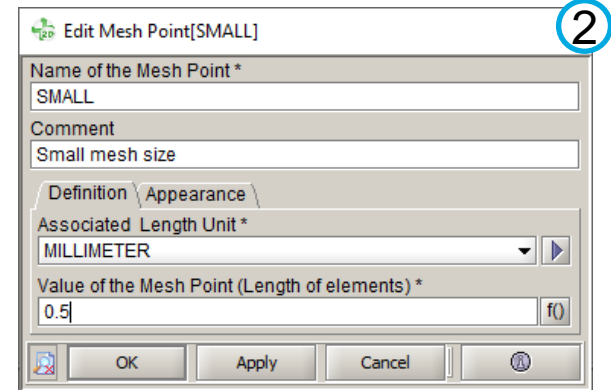 Edit Mesh Point[SMALL]
2
Name of the Mesh Point *
SMALL
Comment
Small mesh size
Definition Appearance
Associated Length Unit *
MILLIMETER
Value of the Mesh Point (Length of elements) *
0.5 f()
OK Apply Cancel